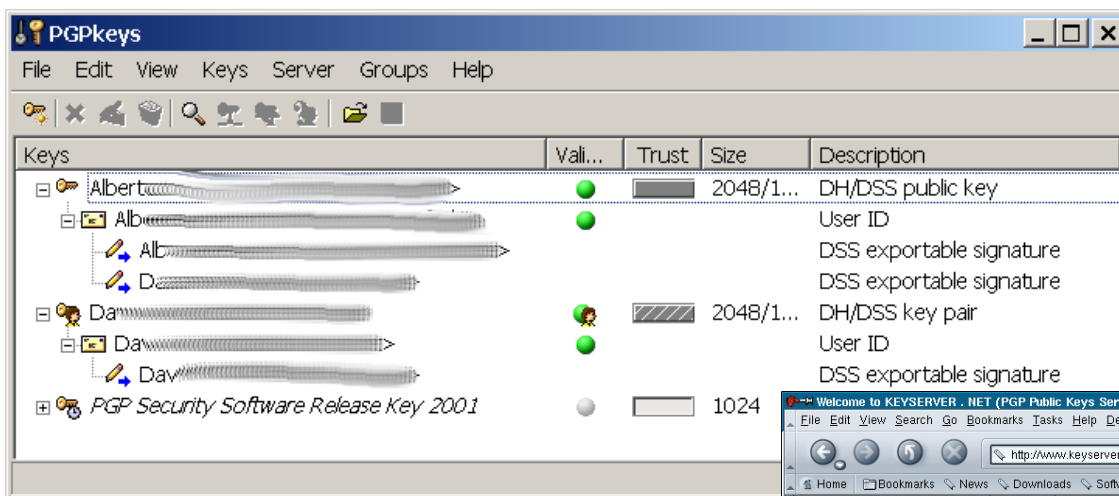 PGPkeys
File Edit View Keys Server Groups Help
Keys Vali... Trust Size Description
Albert > 2048/1... DH/DSS public key
Alb User ID
Alb > DSS exportable signature
Da DSS exportable signature
Da 2048/1... DH/DSS key pair
Dav > User ID
Dav DSS exportable signature
PGP Security Software Release Key 2001 1024
Welcome to KEYSERVER . NET (PGP Public Keys Ser
File Edit View Search Go Bookmarks Tasks Help De
http://www.keyserver
Home Bookmarks News Downloads Soft